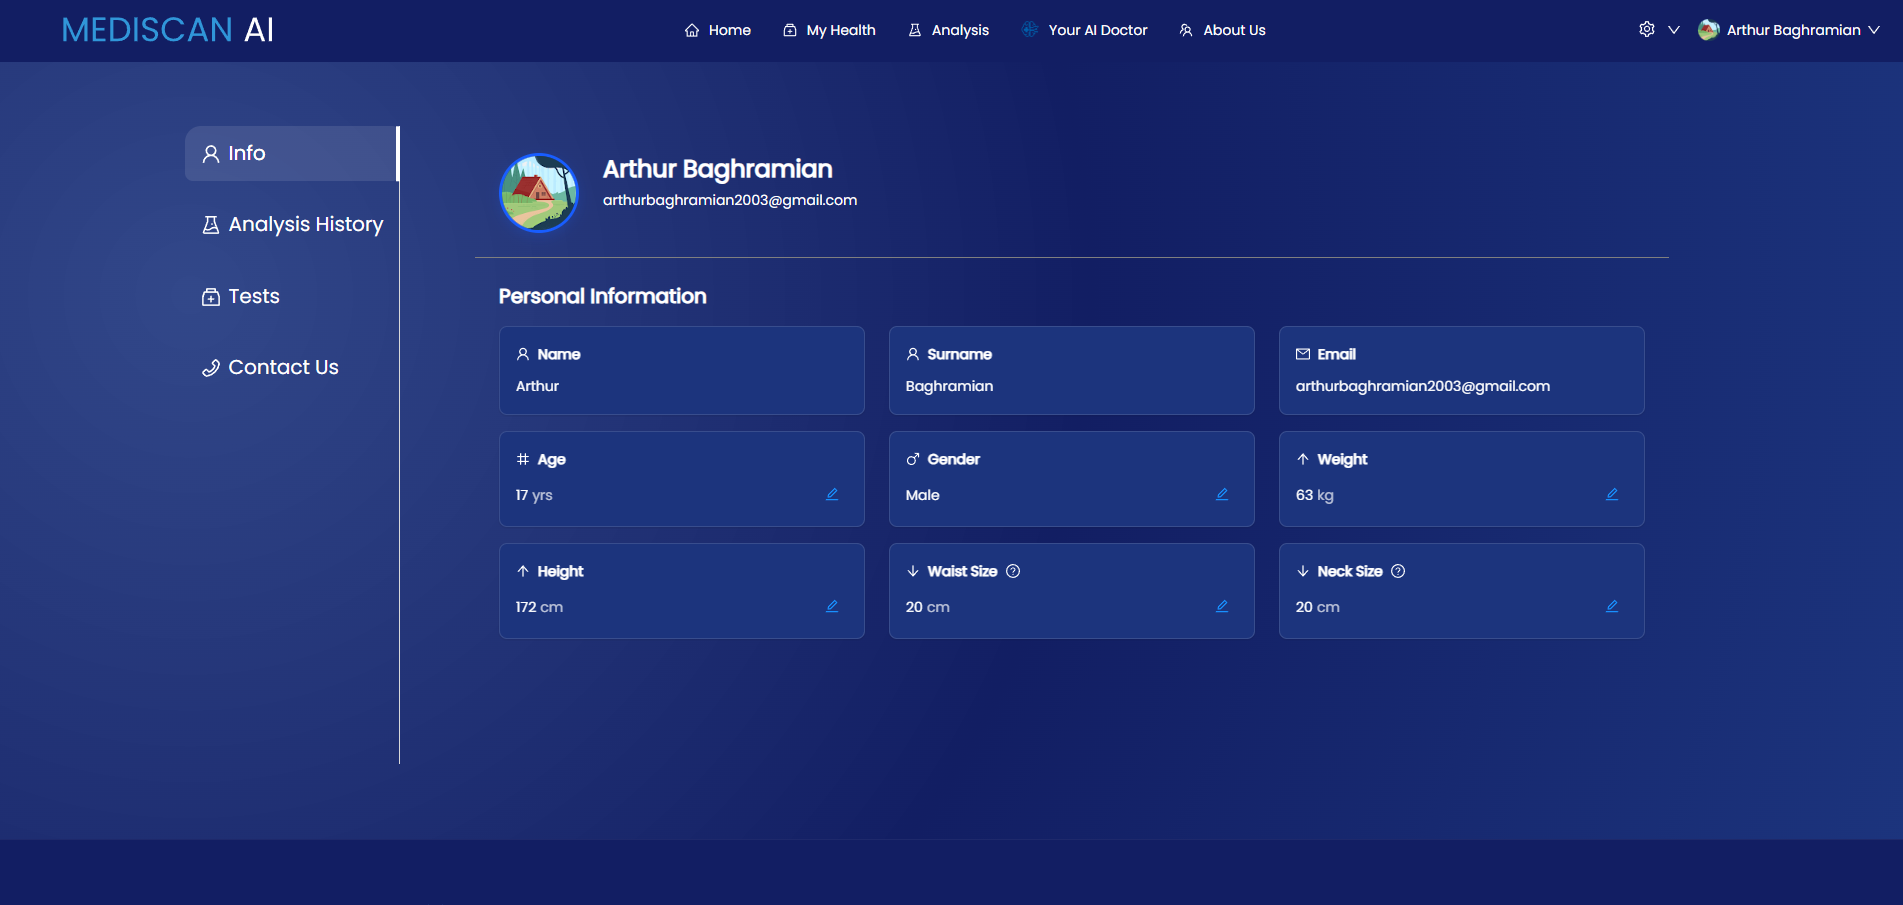 MEDISCAN AI
Home
My Health
Analysis
Your AI Doctor
About Us
Arthur Baghramian
Info
Analysis History
Tests
Contact Us
Arthur Baghramian
arthurbaghramian2003@gmail.com
Personal Information
Name
Arthur
Surname
Baghramian
Email
arthurbaghramian2003@gmail.com
Age
17 yrs
Gender
Male
Weight
63 kg
Height
172 cm
Waist Size
20 cm
Neck Size
20 cm